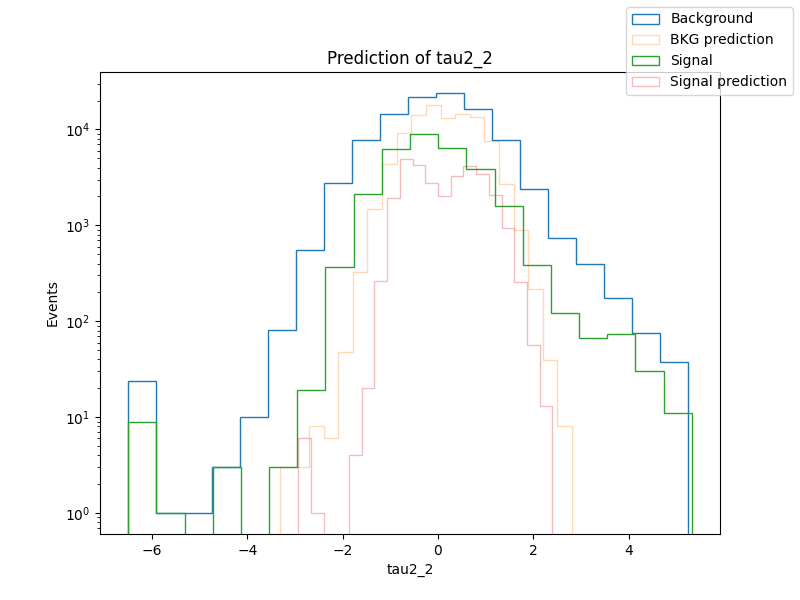 Prediction of tau2_2
Background
BKG prediction
Signal
Signal prediction
Events
10⁴
10³
10²
10¹
10⁰
−6
−4
−2
0
2
4
tau2_2